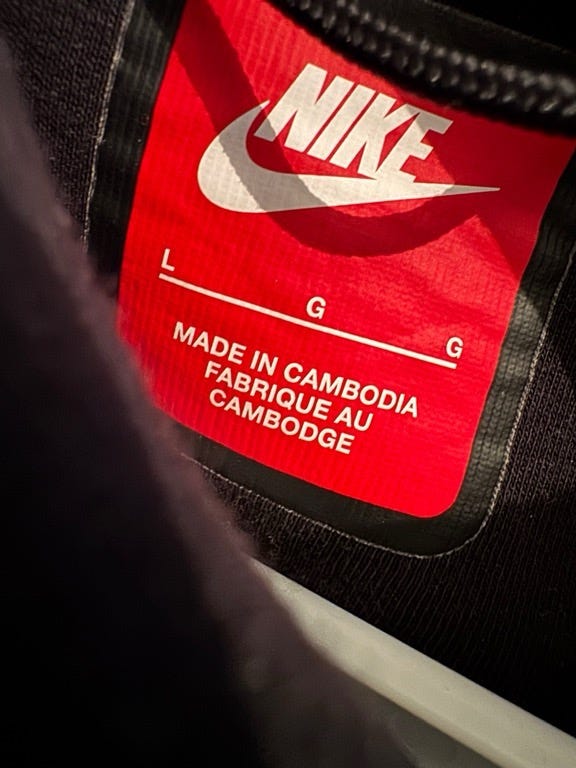 NIKE
L G G
MADE IN CAMBODIA
FABRIQUE AU
CAMBODGE